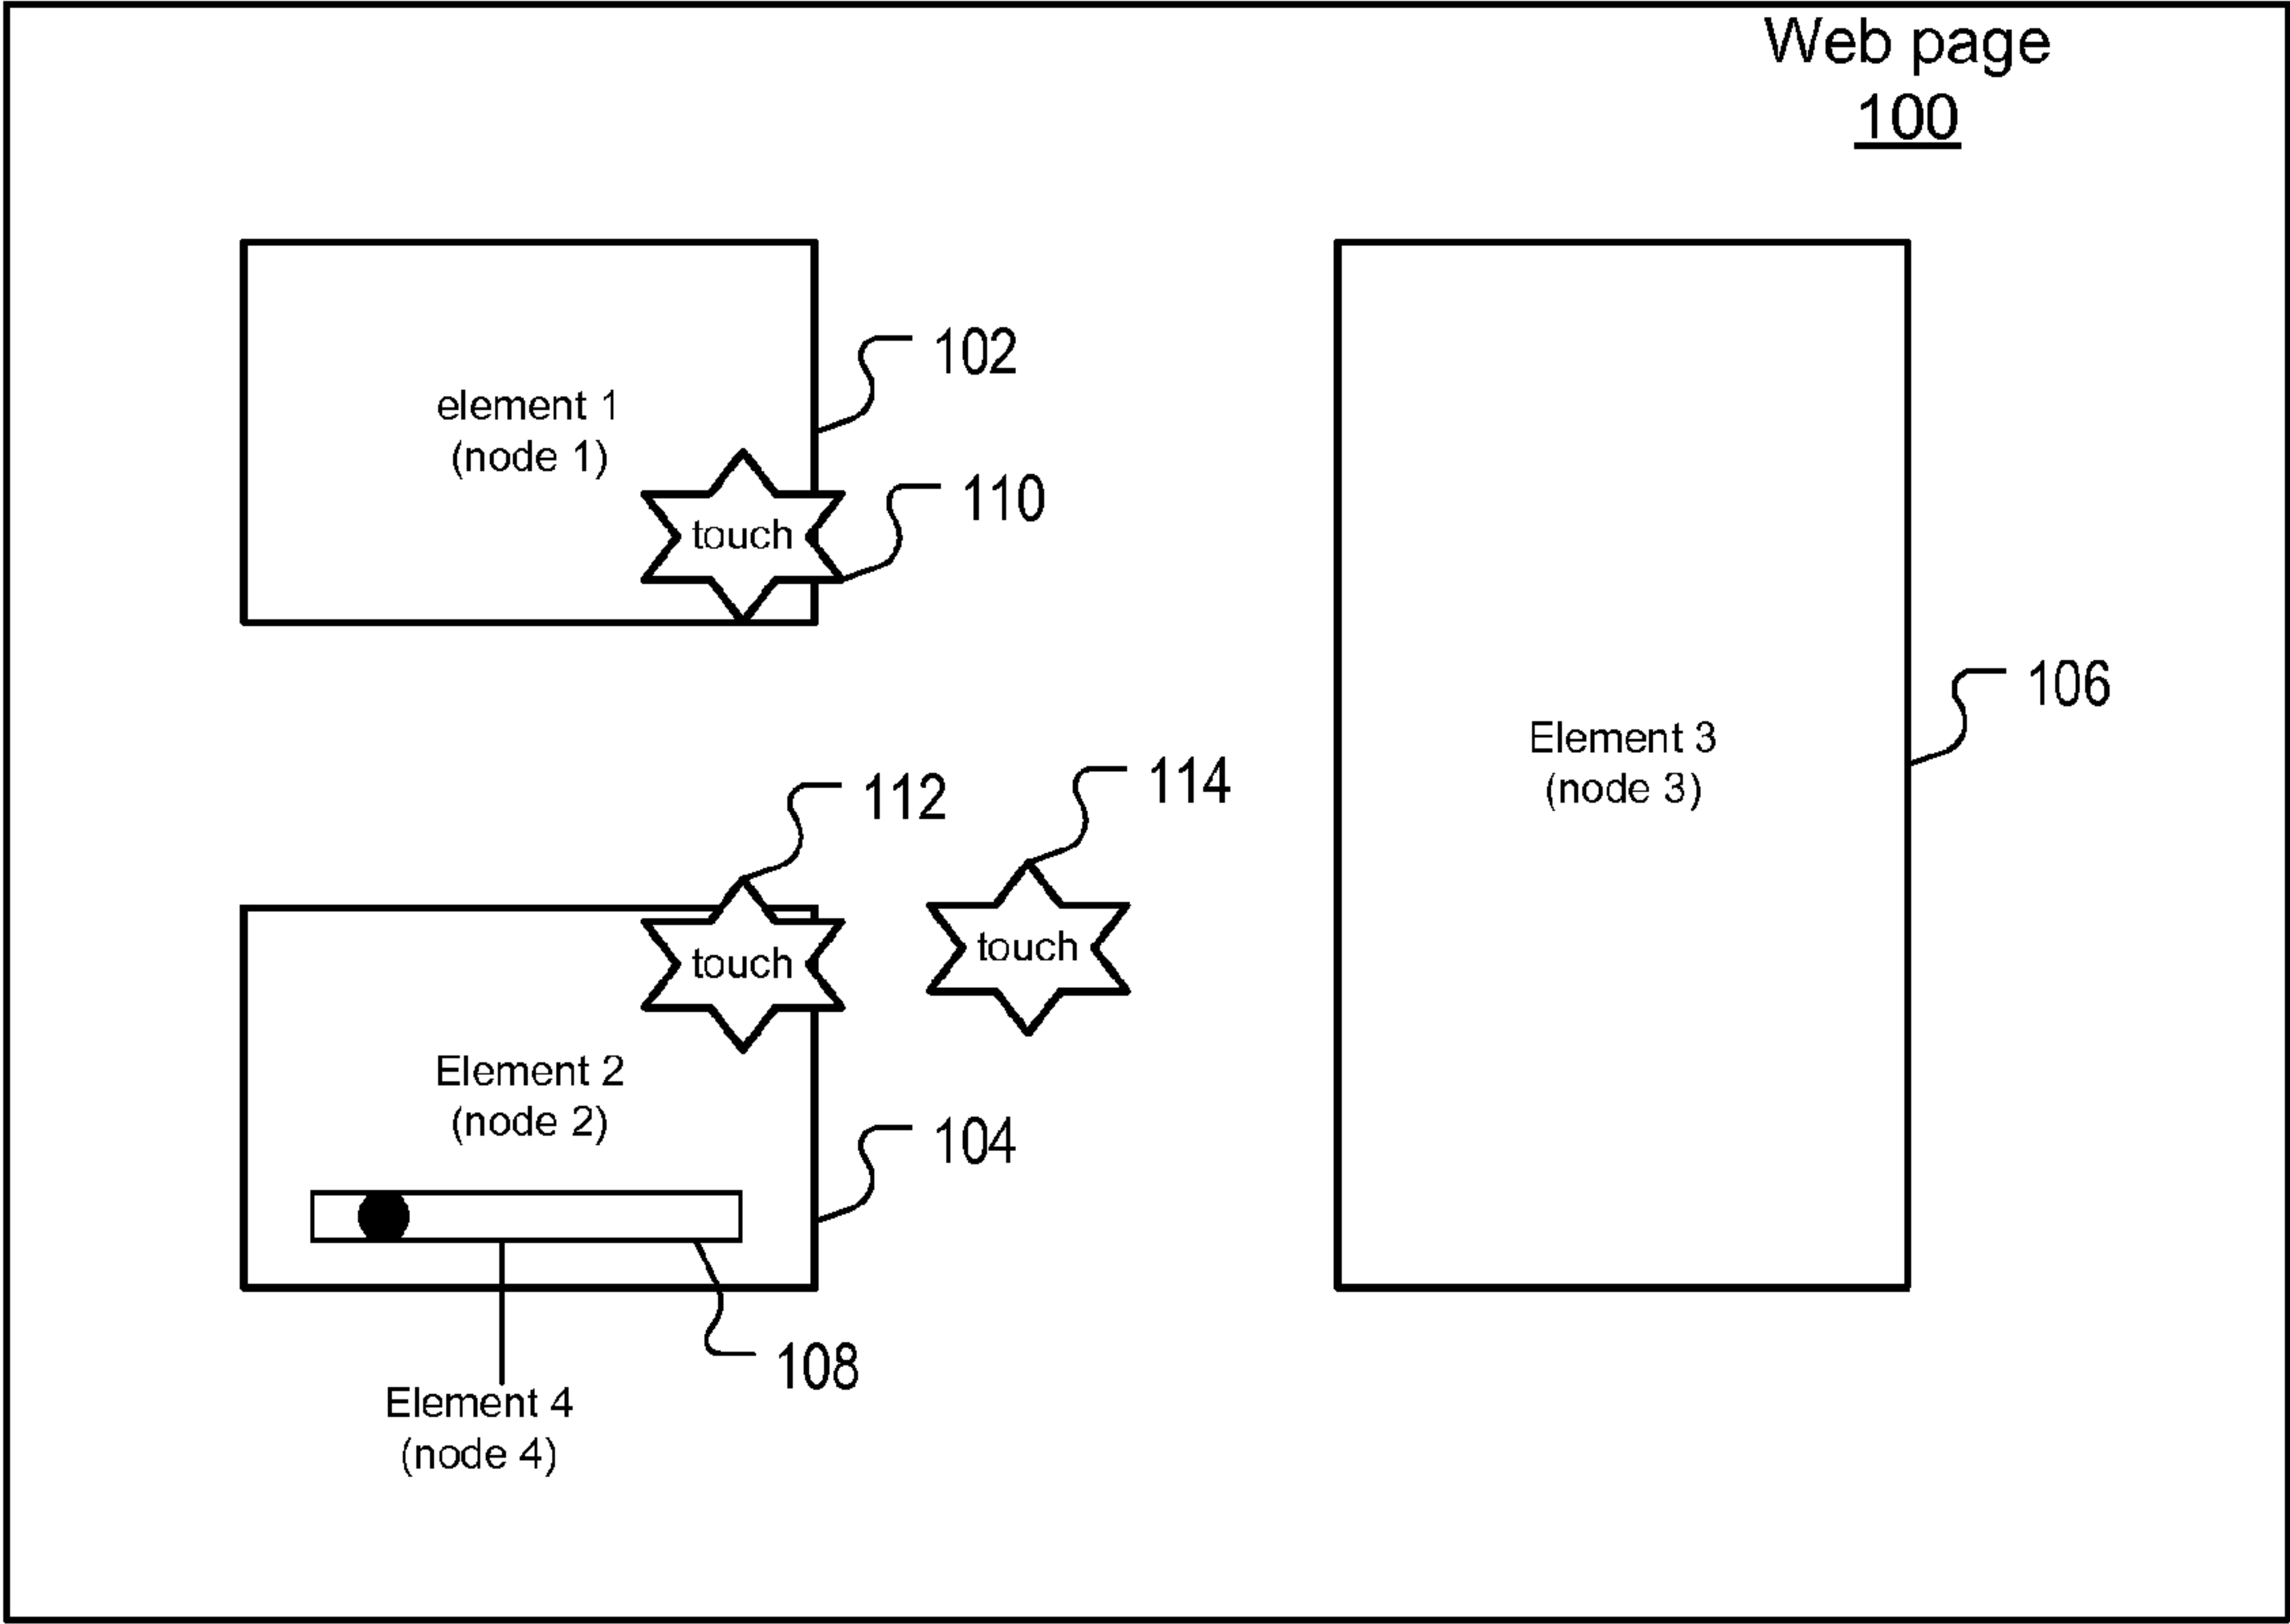 Web page
100
102
element 1
(node 1)
110
touch
106
Element 3
(node 3)
112
114
touch
touch
Element 2
(node 2)
104
108
Element 4
(node 4)